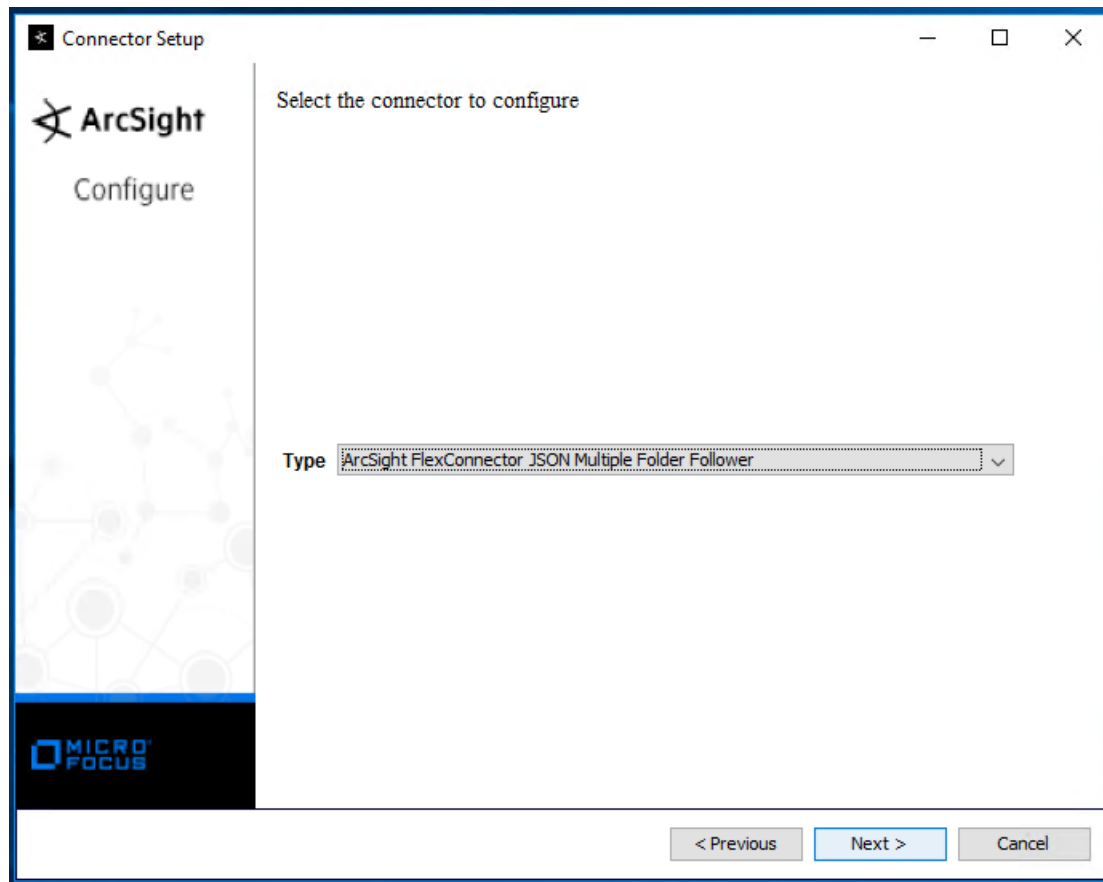 Connector Setup
ArcSight
Configure
Select the connector to configure
Type ArcSight FlexConnector JSON Multiple Folder Follower
MICRO
FOCUS
< Previous Next > Cancel